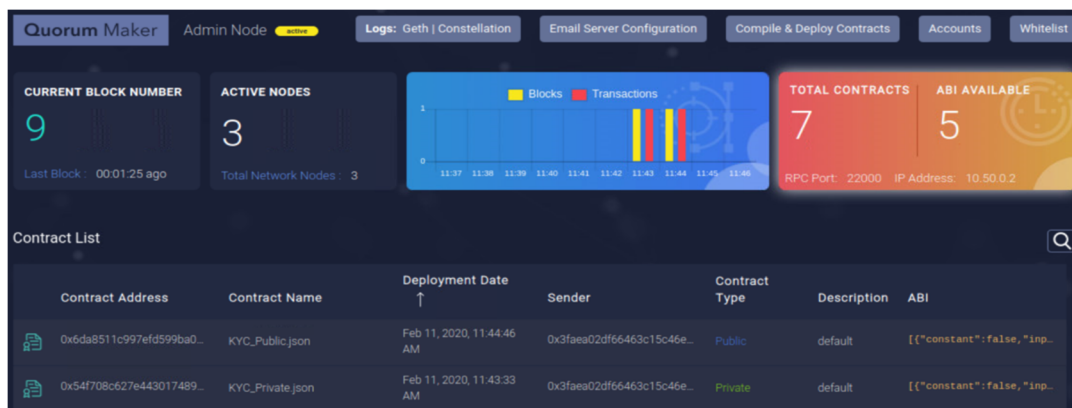 Quorum Maker Admin Node active Logs: Geth | Constellation Email Server Configuration Compile & Deploy Contracts Accounts Whitelist
CURRENT BLOCK NUMBER
9
Last Block : 00:01:25 ago
ACTIVE NODES
3
Total Network Nodes : 3
Blocks Transactions
1
0
11:37 11:38 11:39 11:40 11:41 11:42 11:43 11:44 11:45 11:46
TOTAL CONTRACTS ABI AVAILABLE
7 5
RPC Port: 22000 IP Address: 10.50.0.2
Contract List
Contract Address Contract Name Deployment Date ↑ Sender Contract Type Description ABI
0x6da8511c997efd599ba0... KYC_Public.json Feb 11, 2020, 11:44:46 AM 0x3faea02df66463c15c46e... Public default [{"constant":false,"inp...
0x54f708c627e443017489... KYC_Private.json Feb 11, 2020, 11:43:33 AM 0x3faea02df66463c15c46e... Private default [{"constant":false,"inp...